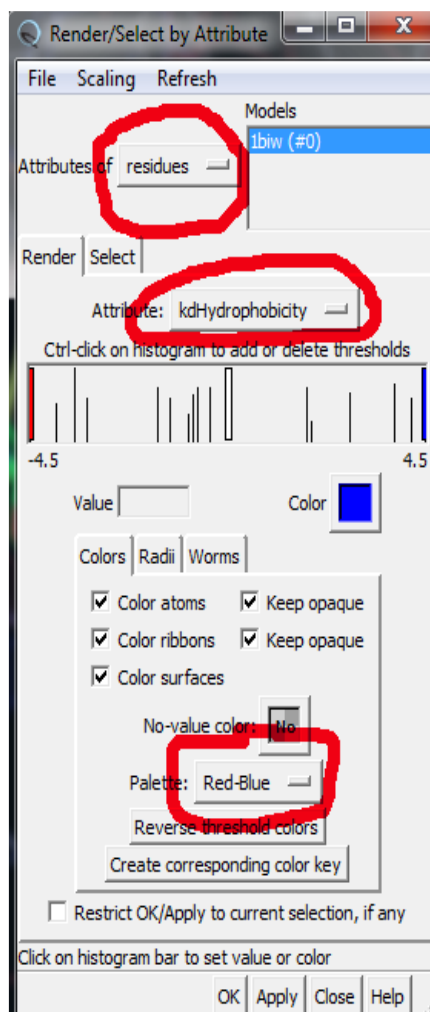 Render/Select by Attribute
File Scaling Refresh
Models
1biw (#0)
Attributes of residues
Render Select
Attribute: kdHydrophobicity
Ctrl-click on histogram to add or delete thresholds
-4.5 4.5
Value Color
Colors Radii Worms
Color atoms Keep opaque
Color ribbons Keep opaque
Color surfaces
No-value color: No
Palette: Red-Blue
Reverse threshold colors
Create corresponding color key
Restrict OK/Apply to current selection, if any
Click on histogram bar to set value or color
OK Apply Close Help